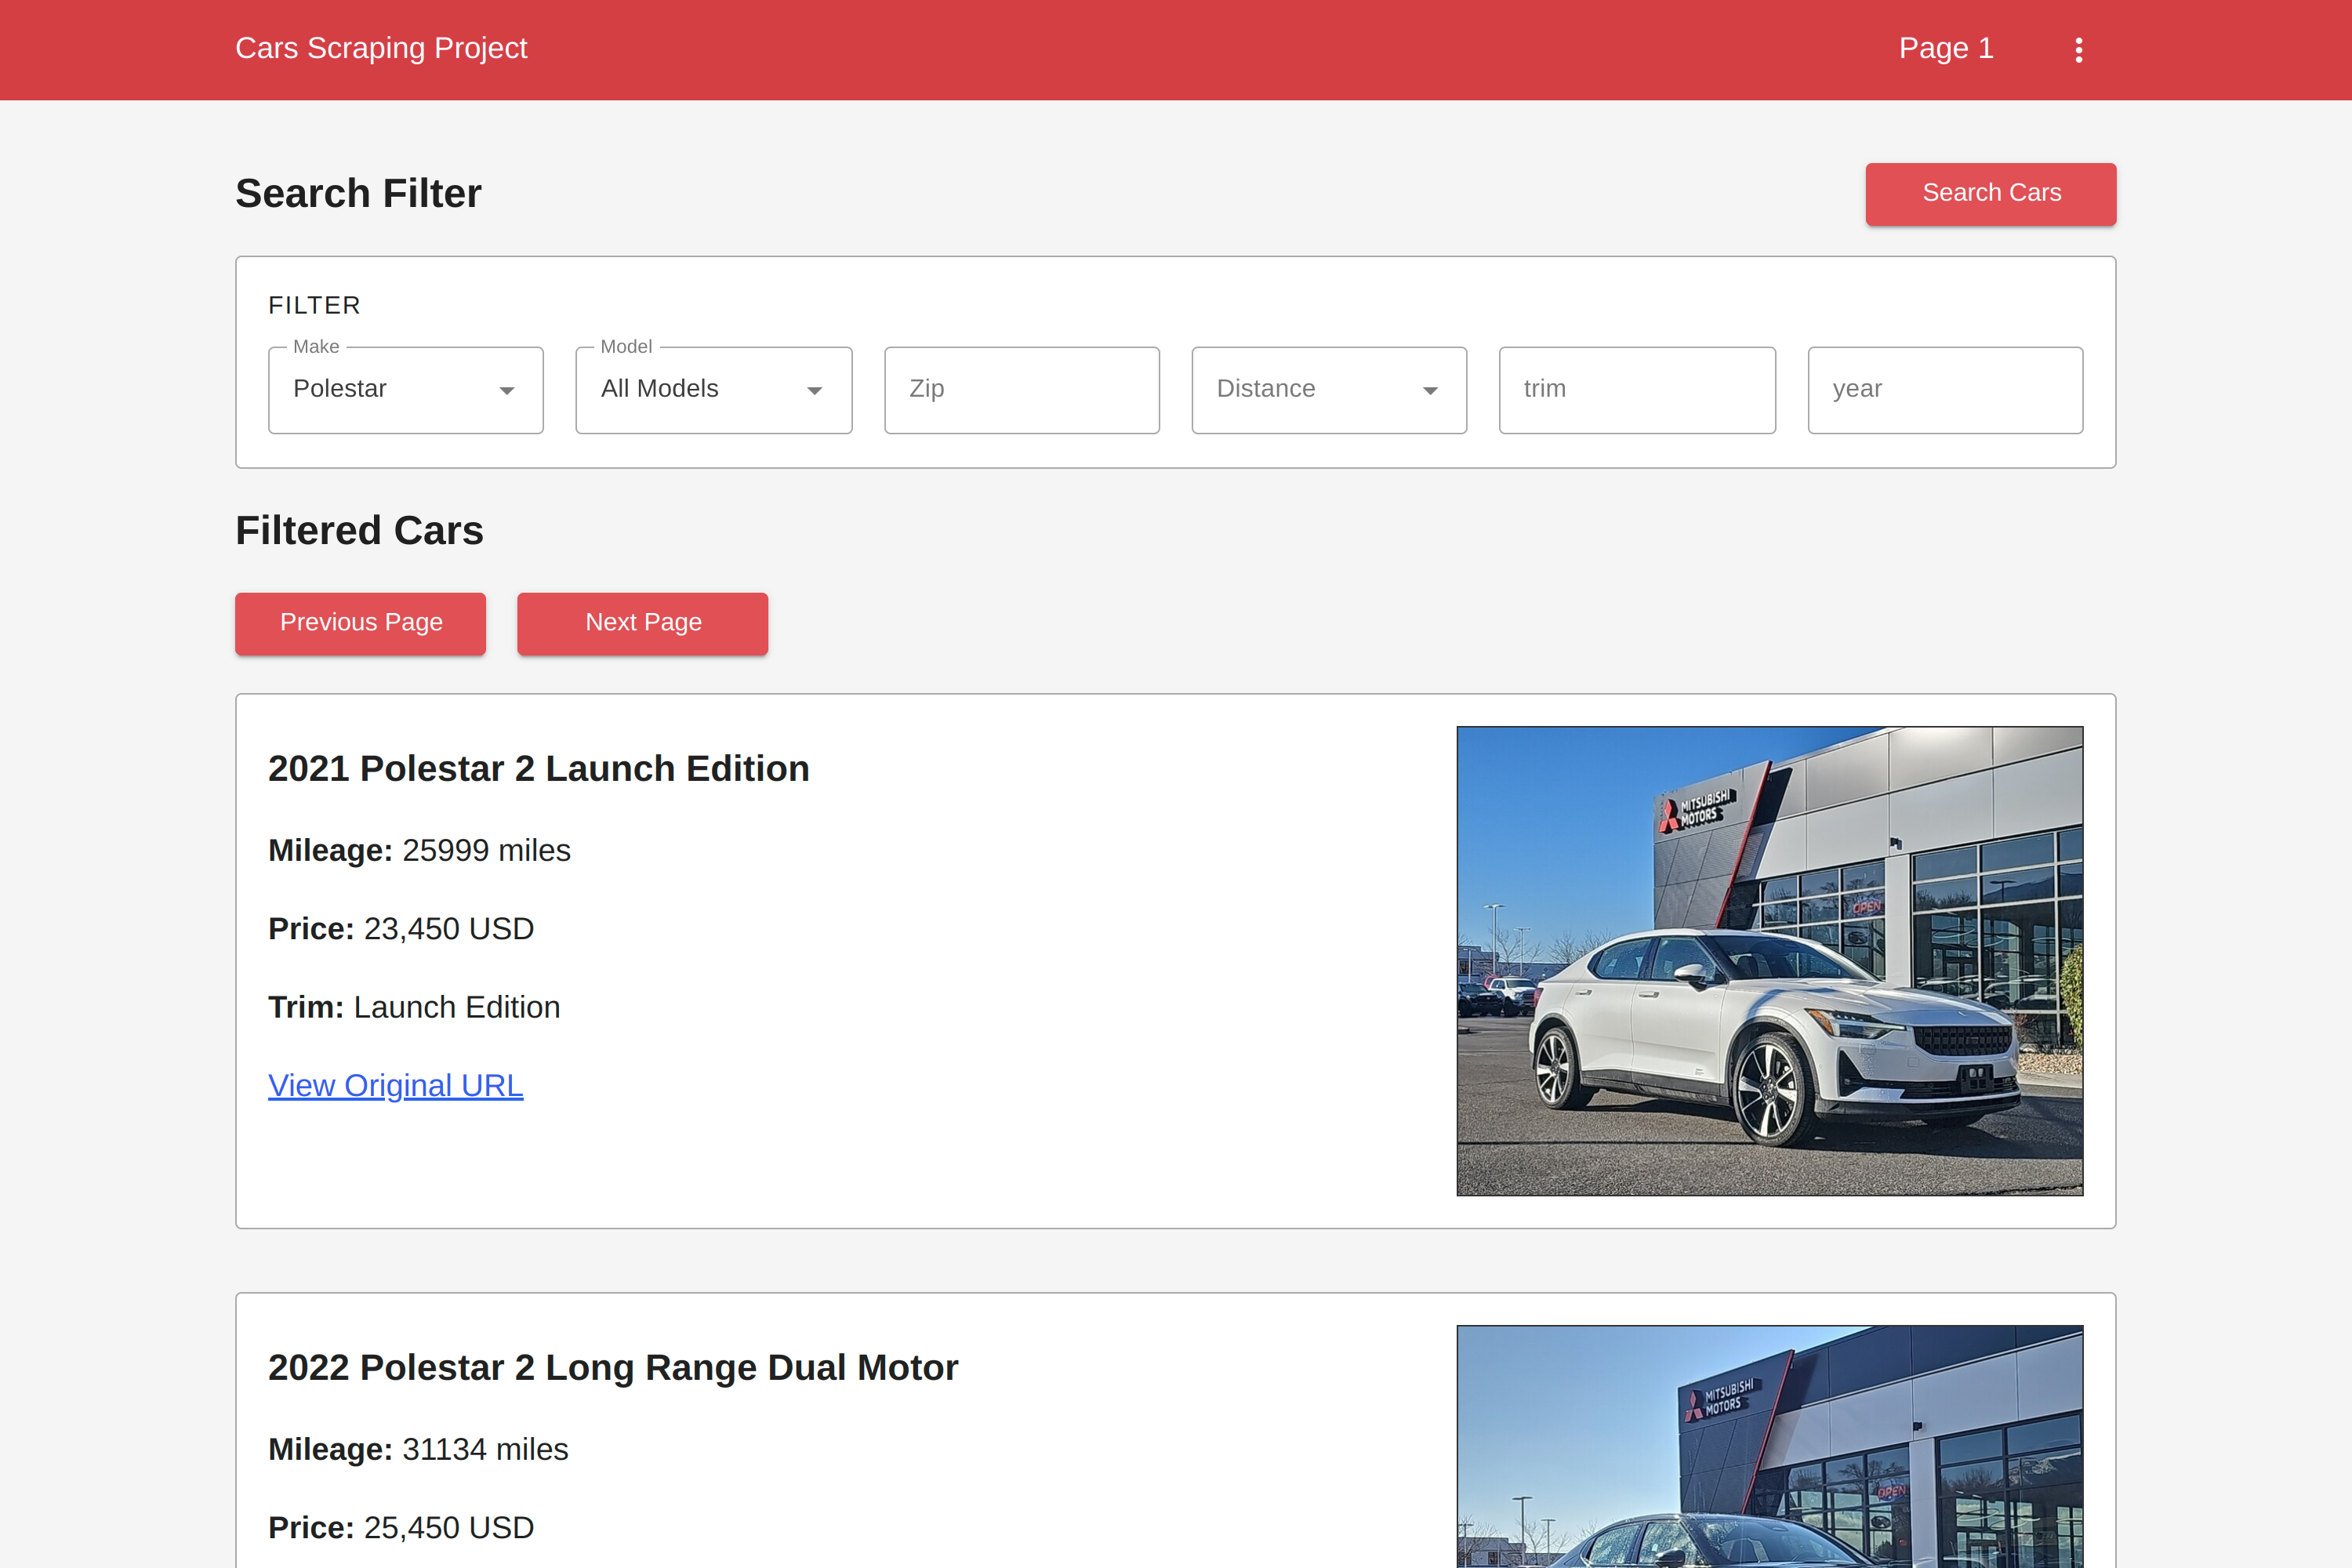 Cars Scraping Project
Page 1
Search Filter
Search Cars
FILTER
Make
Model
Polestar
All Models
Zip
Distance
trim
year
Filtered Cars
Previous Page
Next Page
2021 Polestar 2 Launch Edition
Mileage: 25999 miles
Price: 23,450 USD
Trim: Launch Edition
View Original URL
MITSUBISHI
MOTORS
OPEN
2022 Polestar 2 Long Range Dual Motor
Mileage: 31134 miles
Price: 25,450 USD
MITSUBISHI
MOTORS
OPEN